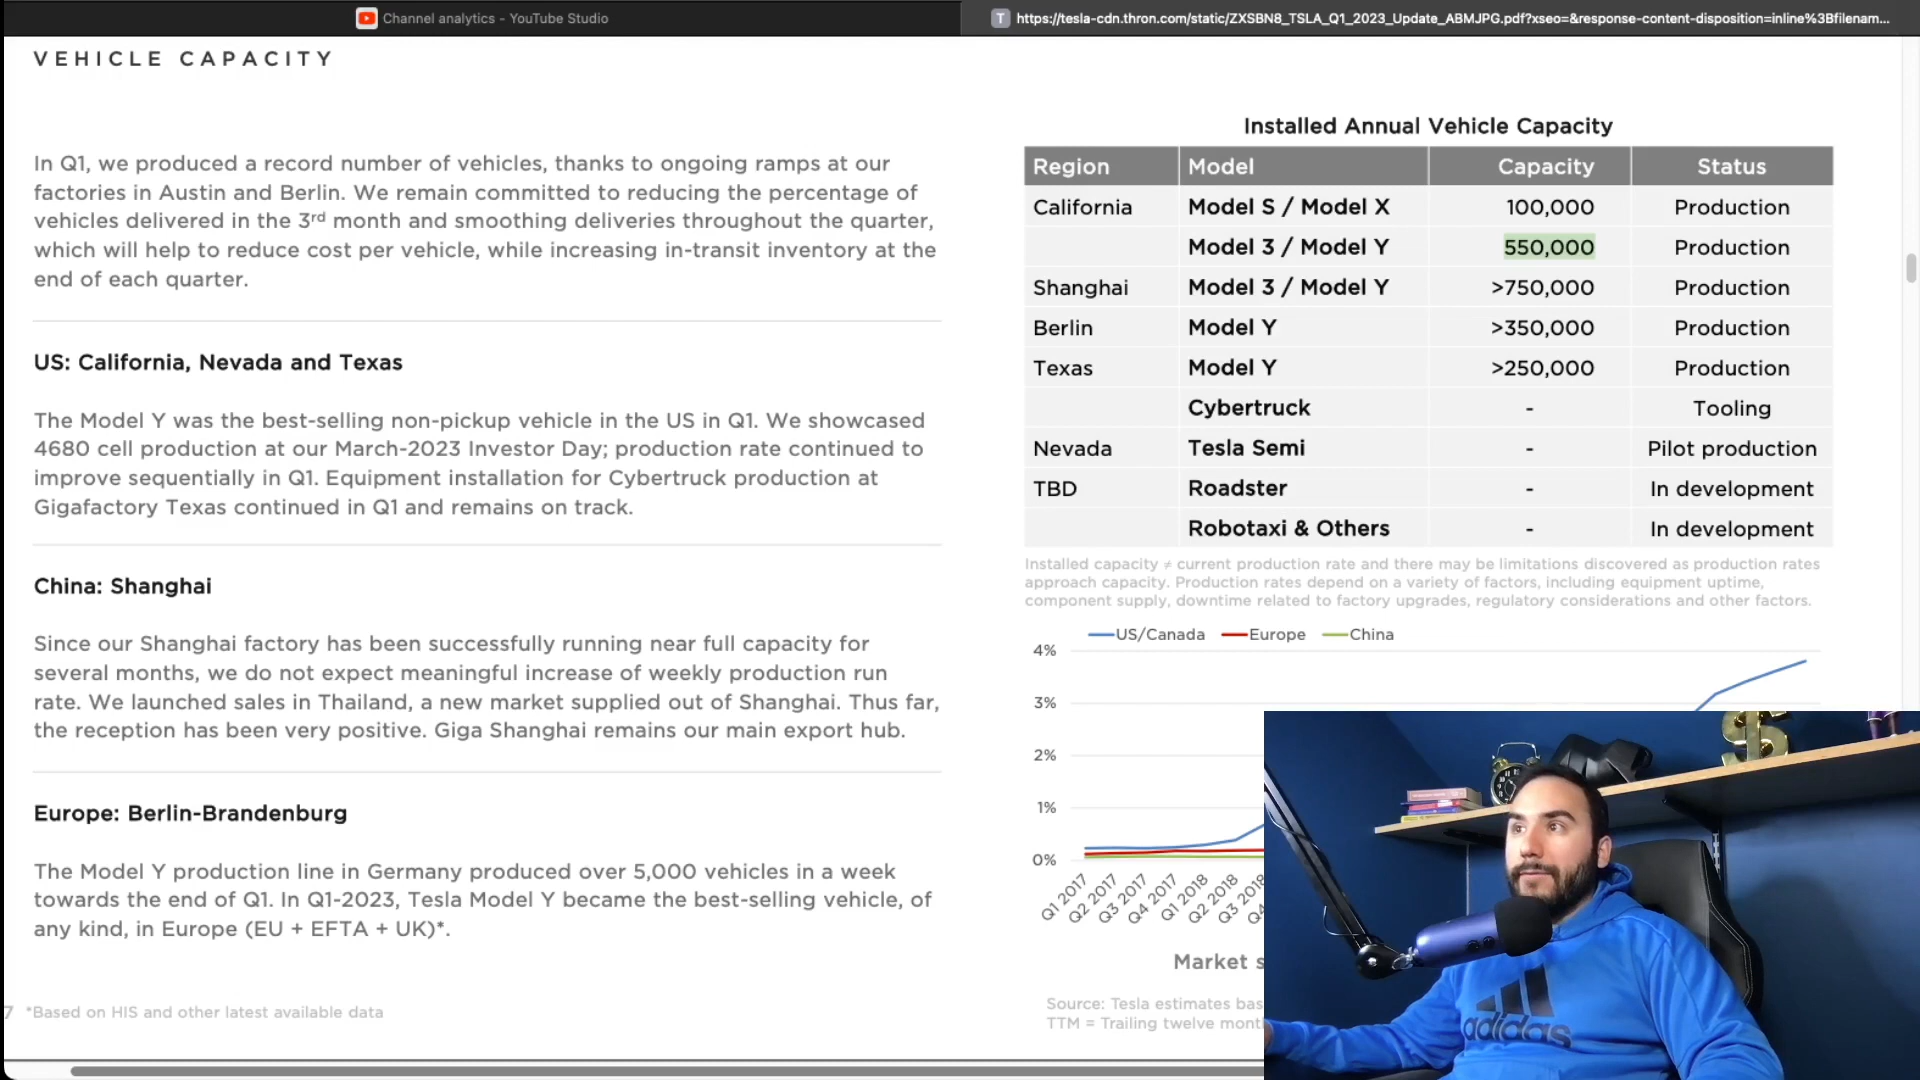 Channel analytics - YouTube Studio
T https://tesla-cdn.thron.com/static/ZXSBN8_TSLA_Q1_2023_Update_ABMJPG.pdf?xseo=&response-content-disposition=inline%3Bfilenam...
VEHICLE CAPACITY
In Q1, we produced a record number of vehicles, thanks to ongoing ramps at our
factories in Austin and Berlin. We remain committed to reducing the percentage of
vehicles delivered in the 3rd month and smoothing deliveries throughout the quarter,
which will help to reduce cost per vehicle, while increasing in-transit inventory at the
end of each quarter.
US: California, Nevada and Texas
The Model Y was the best-selling non-pickup vehicle in the US in Q1. We showcased
4680 cell production at our March-2023 Investor Day; production rate continued to
improve sequentially in Q1. Equipment installation for Cybertruck production at
Gigafactory Texas continued in Q1 and remains on track.
China: Shanghai
Since our Shanghai factory has been successfully running near full capacity for
several months, we do not expect meaningful increase of weekly production run
rate. We launched sales in Thailand, a new market supplied out of Shanghai. Thus far,
the reception has been very positive. Giga Shanghai remains our main export hub.
Europe: Berlin-Brandenburg
The Model Y production line in Germany produced over 5,000 vehicles in a week
towards the end of Q1. In Q1-2023, Tesla Model Y became the best-selling vehicle, of
any kind, in Europe (EU + EFTA + UK)*.
7 *Based on HIS and other latest available data
Installed Annual Vehicle Capacity
Region Model Capacity Status
California Model S / Model X 100,000 Production
Model 3 / Model Y 550,000 Production
Shanghai Model 3 / Model Y >750,000 Production
Berlin Model Y >350,000 Production
Texas Model Y >250,000 Production
Cybertruck - Tooling
Nevada Tesla Semi - Pilot production
TBD Roadster - In development
Robotaxi & Others - In development
Installed capacity ≠ current production rate and there may be limitations discovered as production rates
approach capacity. Production rates depend on a variety of factors, including equipment uptime,
component supply, downtime related to factory upgrades, regulatory considerations and other factors.
US/Canada Europe China
4%
3%
2%
1%
0%
Q1 2017 Q2 2017 Q3 2017 Q4 2017 Q1 2018 Q2 2018 Q3 2018
Market s
Source: Tesla estimates bas
TTM = Trailing twelve mont
adidas